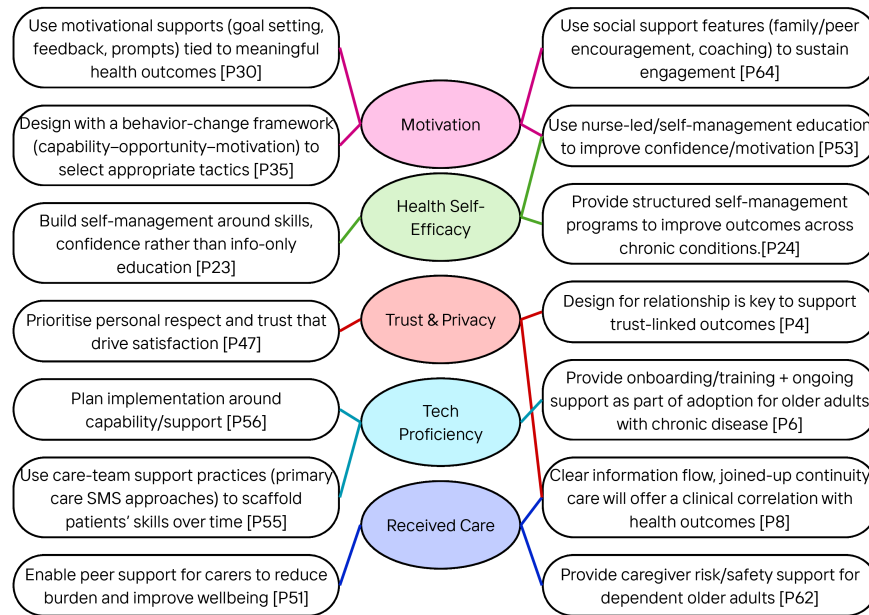 Use motivational supports (goal setting,
feedback, prompts) tied to meaningful
health outcomes [P30]
Design with a behavior-change framework
(capability–opportunity–motivation) to
select appropriate tactics [P35]
Build self-management around skills,
confidence rather than info-only
education [P23]
Prioritise personal respect and trust that
drive satisfaction [P47]
Plan implementation around
capability/support [P56]
Use care-team support practices (primary
care SMS approaches) to scaffold
patients' skills over time [P55]
Enable peer support for carers to reduce
burden and improve wellbeing [P51]
Motivation
Health Self-
Efficacy
Trust & Privacy
Tech
Proficiency
Received Care
Use social support features (family/peer
encouragement, coaching) to sustain
engagement [P64]
Use nurse-led/self-management education
to improve confidence/motivation [P53]
Provide structured self-management
programs to improve outcomes across
chronic conditions.[P24]
Design for relationship is key to support
trust-linked outcomes [P4]
Provide onboarding/training + ongoing
support as part of adoption for older adults
with chronic disease [P6]
Clear information flow, joined-up continuity
care will offer a clinical correlation with
health outcomes [P8]
Provide caregiver risk/safety support for
dependent older adults [P62]